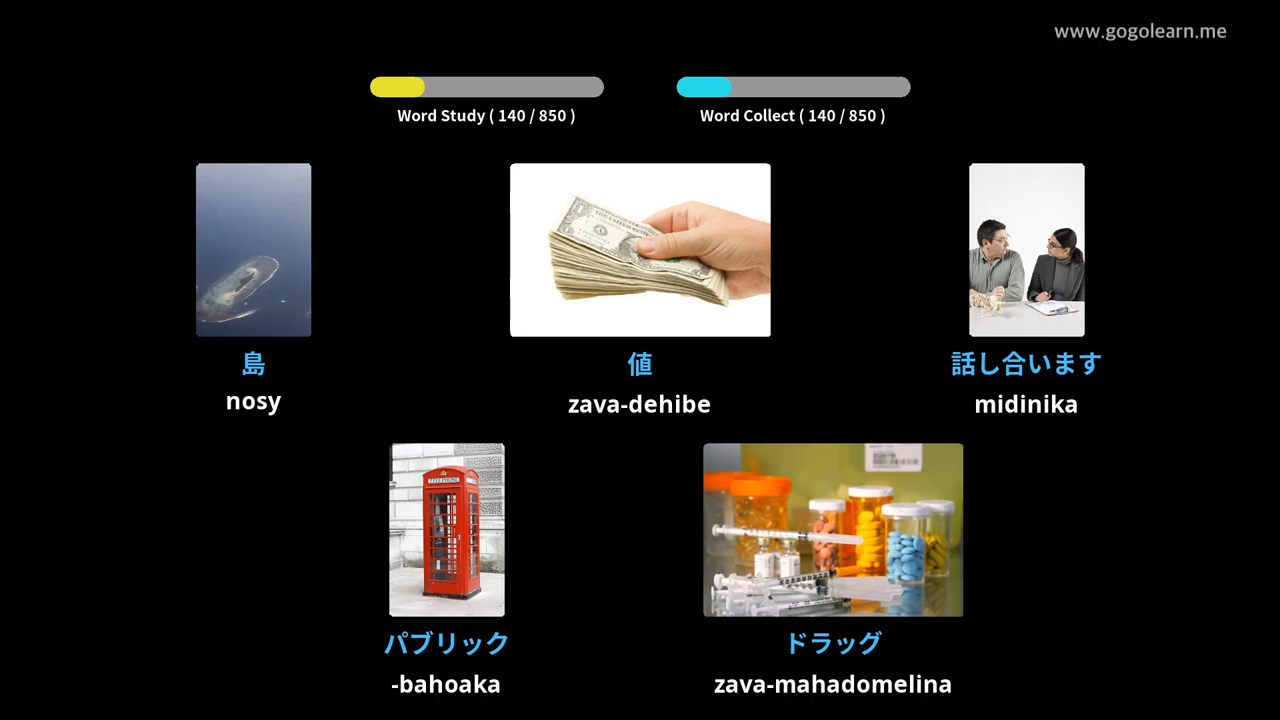 www.gogolearn.me
Word Study ( 140 / 850 )
Word Collect ( 140 / 850 )
島
nosy
値
zava-dehibe
話し合います
midinika
TELEPHONE
パブリック
-bahoaka
ドラッグ
zava-mahadomelina